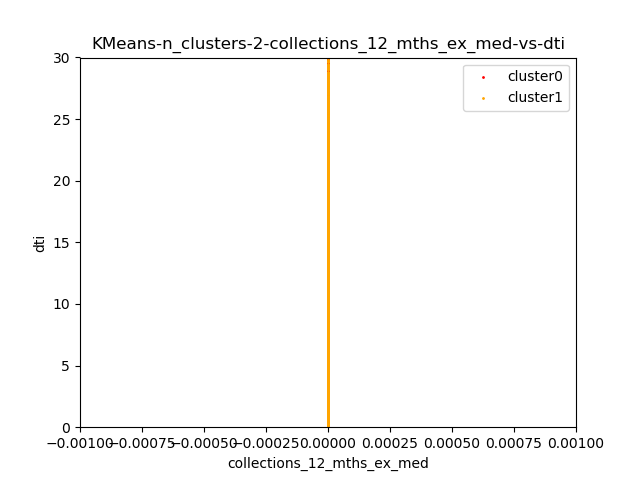 KMeans-n_clusters-2-collections_12_mths_ex_med-vs-dti
cluster0
cluster1
30
25
20
15
10
5
0
dti
−0.00100 −0.00075 −0.00050 −0.00025 0.00000 0.00025 0.00050 0.00075 0.00100
collections_12_mths_ex_med